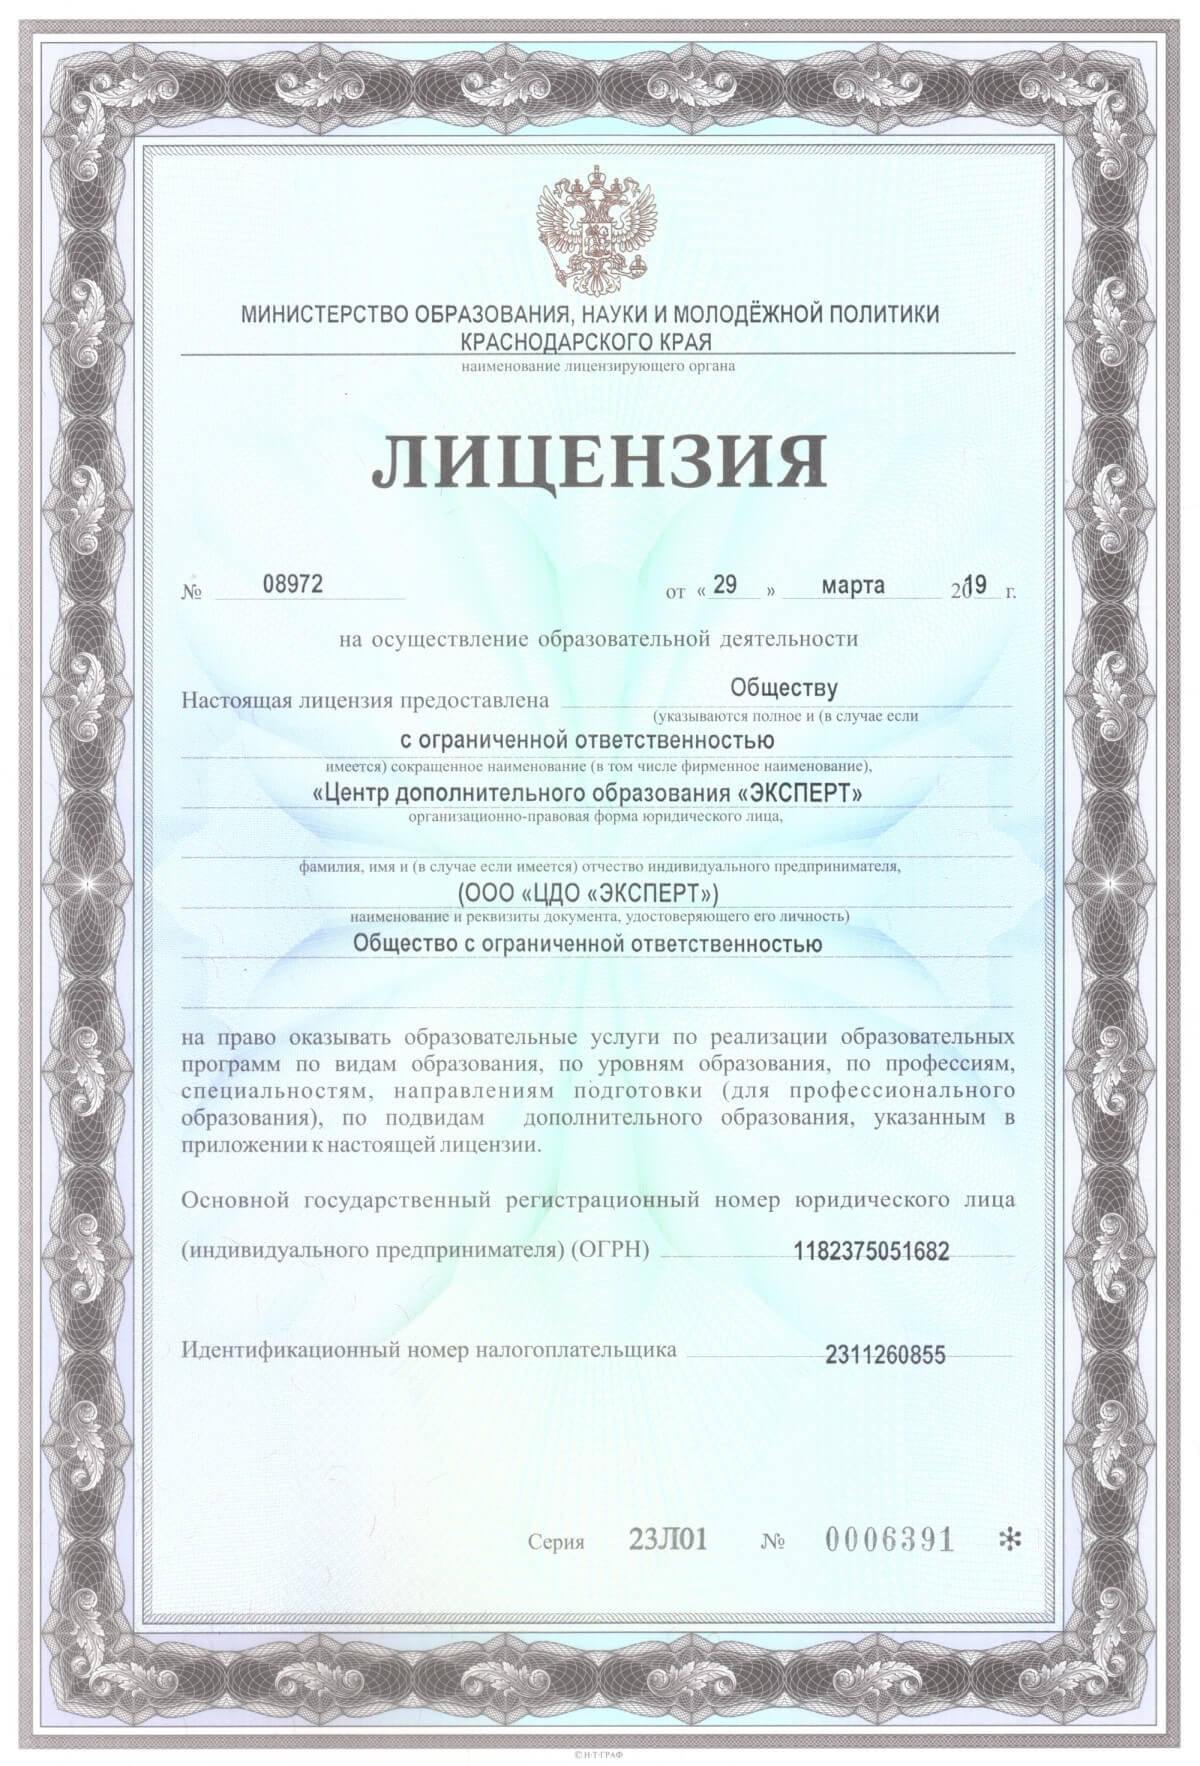 МИНИСТЕРСТВО ОБРАЗОВАНИЯ, НАУКИ И МОЛОДЁЖНОЙ ПОЛИТИКИ
КРАСНОДАРСКОГО КРАЯ
наименование лицензирующего органа
ЛИЦЕНЗИЯ
№ 08972 от « 29 » марта 2019 г.
на осуществление образовательной деятельности
Настоящая лицензия предоставлена Обществу
(указываются полное и (в случае если
с ограниченной ответственностью
имеется) сокращенное наименование (в том числе фирменное наименование),
«Центр дополнительного образования «ЭКСПЕРТ»
организационно-правовая форма юридического лица,
фамилия, имя и (в случае если имеется) отчество индивидуального предпринимателя,
(ООО «ЦДО «ЭКСПЕРТ»)
наименование и реквизиты документа, удостоверяющего его личность)
Общество с ограниченной ответственностью
на право оказывать образовательные услуги по реализации образовательных
программ по видам образования, по уровням образования, по профессиям,
специальностям, направлениям подготовки (для профессионального
образования), по подвидам дополнительного образования, указанным в
приложении к настоящей лицензии.
Основной государственный регистрационный номер юридического лица
(индивидуального предпринимателя) (ОГРН) 1182375051682
Идентификационный номер налогоплательщика 2311260855
Серия 23Л01 № 0006391 *
© Н-Т-ГРАФ